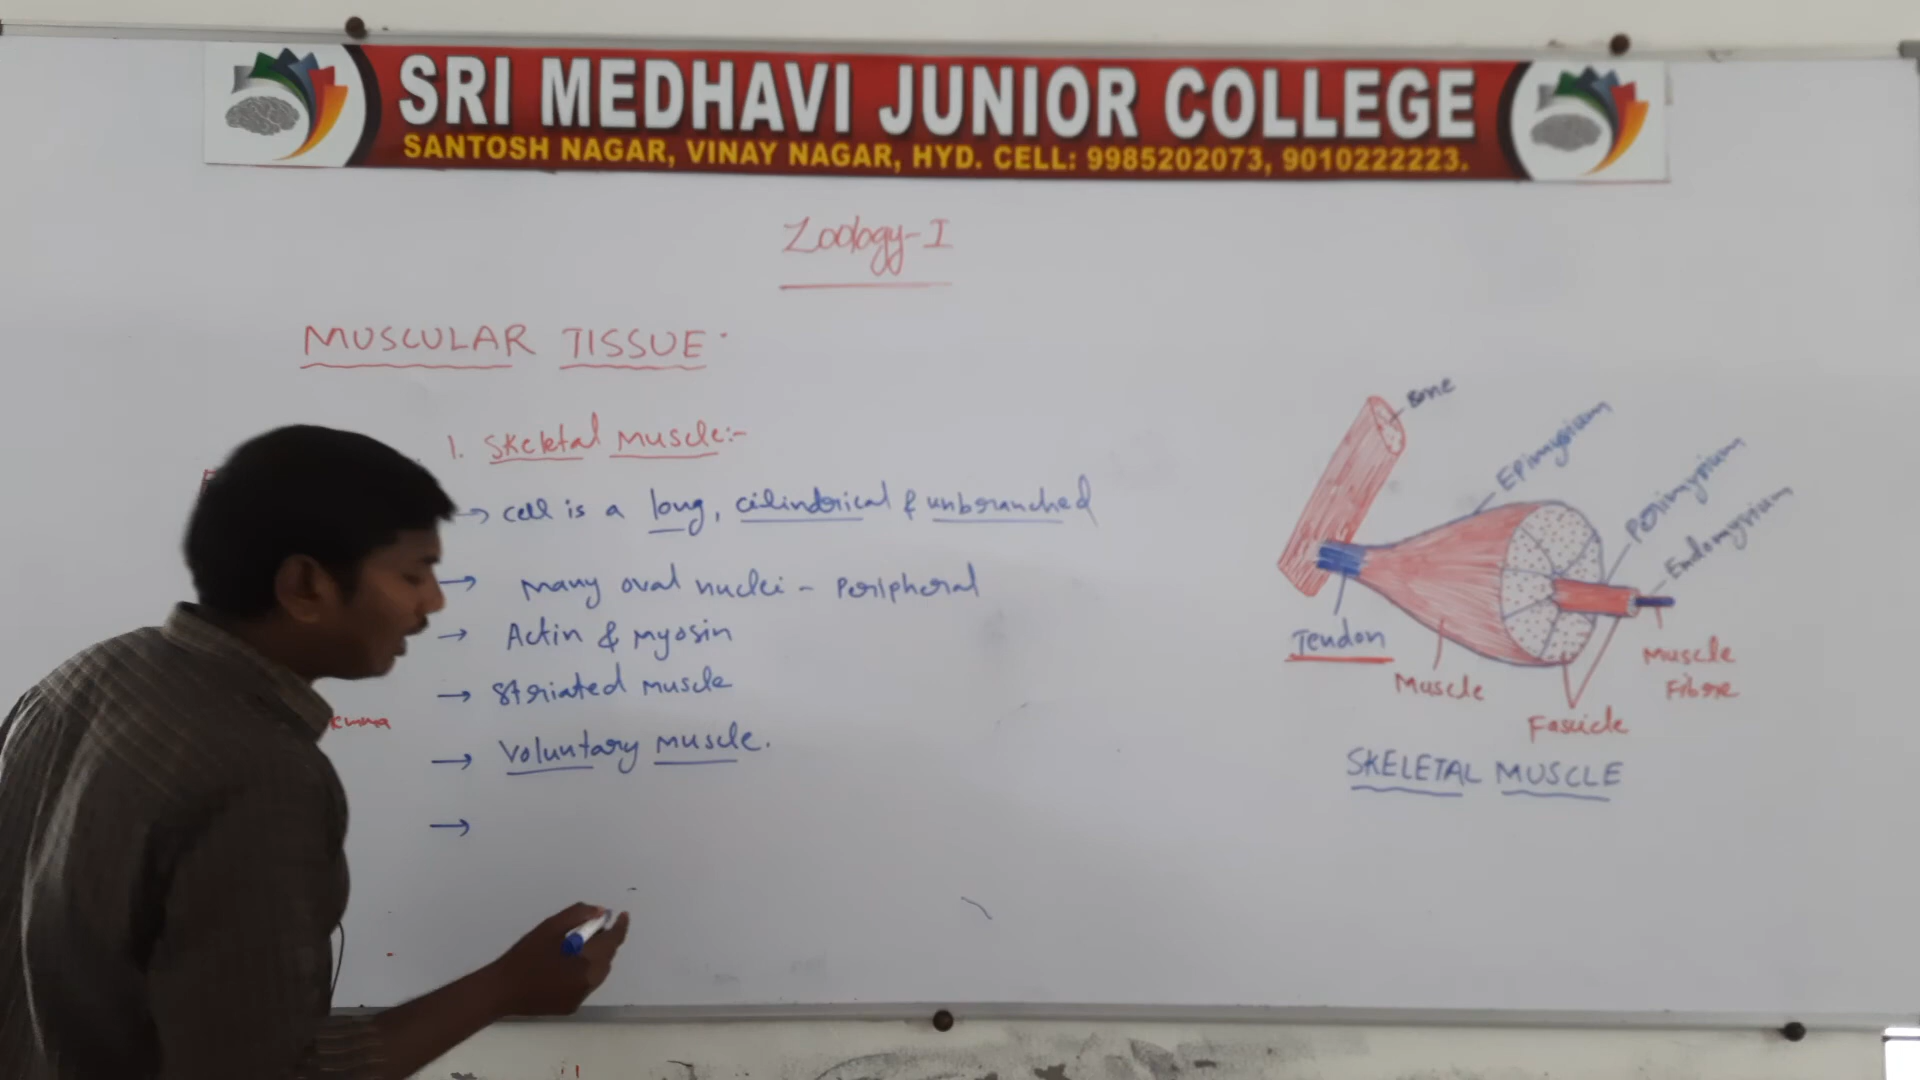 SRI MEDHAVI JUNIOR COLLEGE
SANTOSH NAGAR, VINAY NAGAR, HYD. CELL: 9985202073, 9010222223.
Zoology-I
MUSCULAR TISSUE
1. Skeletal Muscle:-
→ cell is a long, cilindrical & unbranched
→ Many oval nuclei - Peripheral
→ Actin & Myosin
→ Striated Muscle
→ Voluntary Muscle.
→
Bone
Epimysium
Perimysium
Endomysium
Tendon
Muscle
Fascicle
Muscle
Fibre
SKELETAL MUSCLE